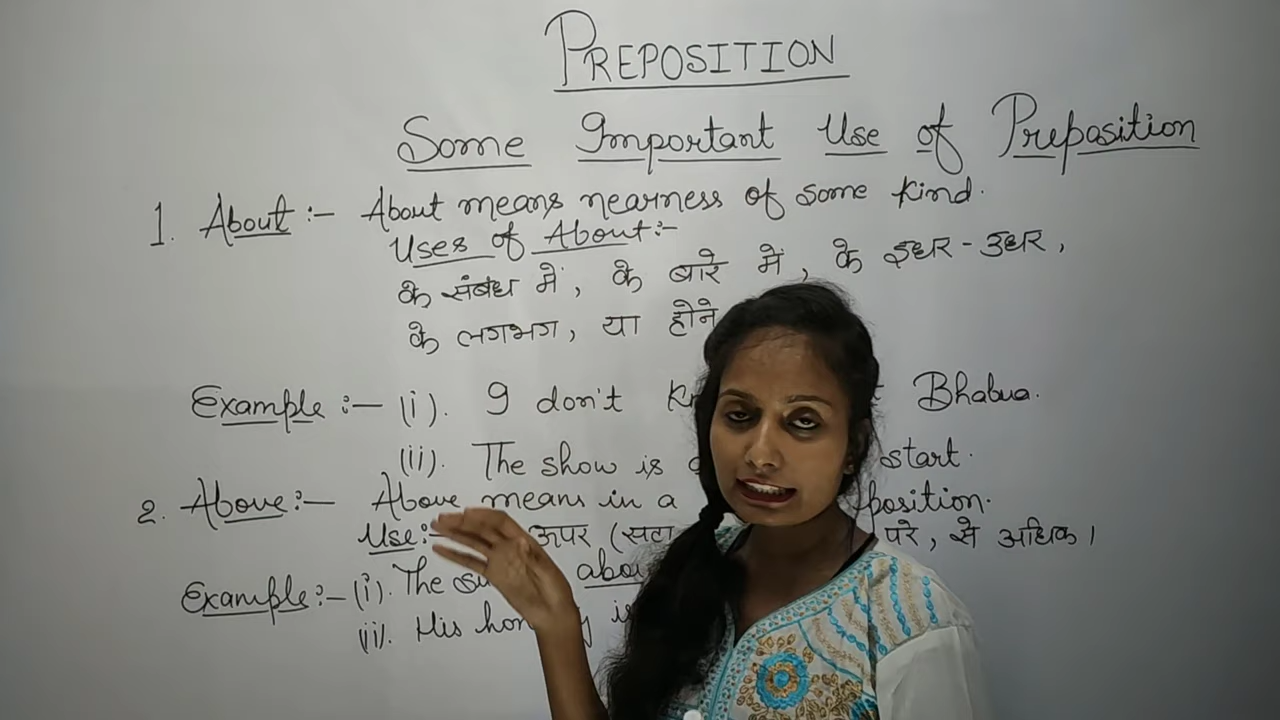 PREPOSITION
Some Important Use of Preposition
1. About :- About means nearness of some kind.
Uses of About :-
के संबंध में, के बारे में, के इधर-उधर,
के लगभग, या होने
Example :- (i). I don't Bhabua.
(ii). The show is start.
2. Above :- Above means in a position.
Use :- ऊपर (सटा परे, से अधिक।
Example :- (i). The
(ii). His